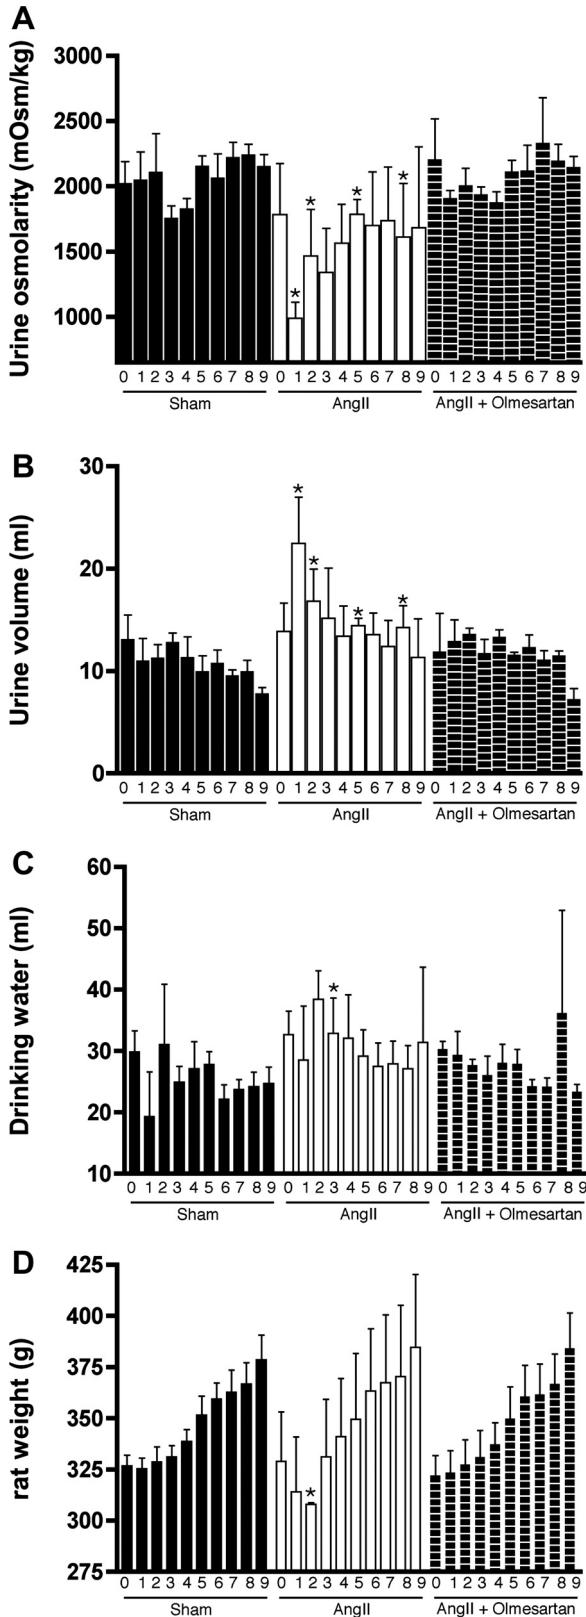 A
Urine osmolarity (mOsm/kg)
3000
2500
2000
1500
1000
* * * *
0 1 2 3 4 5 6 7 8 9 0 1 2 3 4 5 6 7 8 9 0 1 2 3 4 5 6 7 8 9
Sham AngII AngII + Olmesartan
B
Urine volume (ml)
30
20
10
0
* * * *
0 1 2 3 4 5 6 7 8 9 0 1 2 3 4 5 6 7 8 9 0 1 2 3 4 5 6 7 8 9
Sham AngII AngII + Olmesartan
C
Drinking water (ml)
60
50
40
30
20
10
*
0 1 2 3 4 5 6 7 8 9 0 1 2 3 4 5 6 7 8 9 0 1 2 3 4 5 6 7 8 9
Sham AngII AngII + Olmesartan
D
rat weight (g)
425
400
375
350
325
300
275
*
0 1 2 3 4 5 6 7 8 9 0 1 2 3 4 5 6 7 8 9 0 1 2 3 4 5 6 7 8 9
Sham AngII AngII + Olmesartan